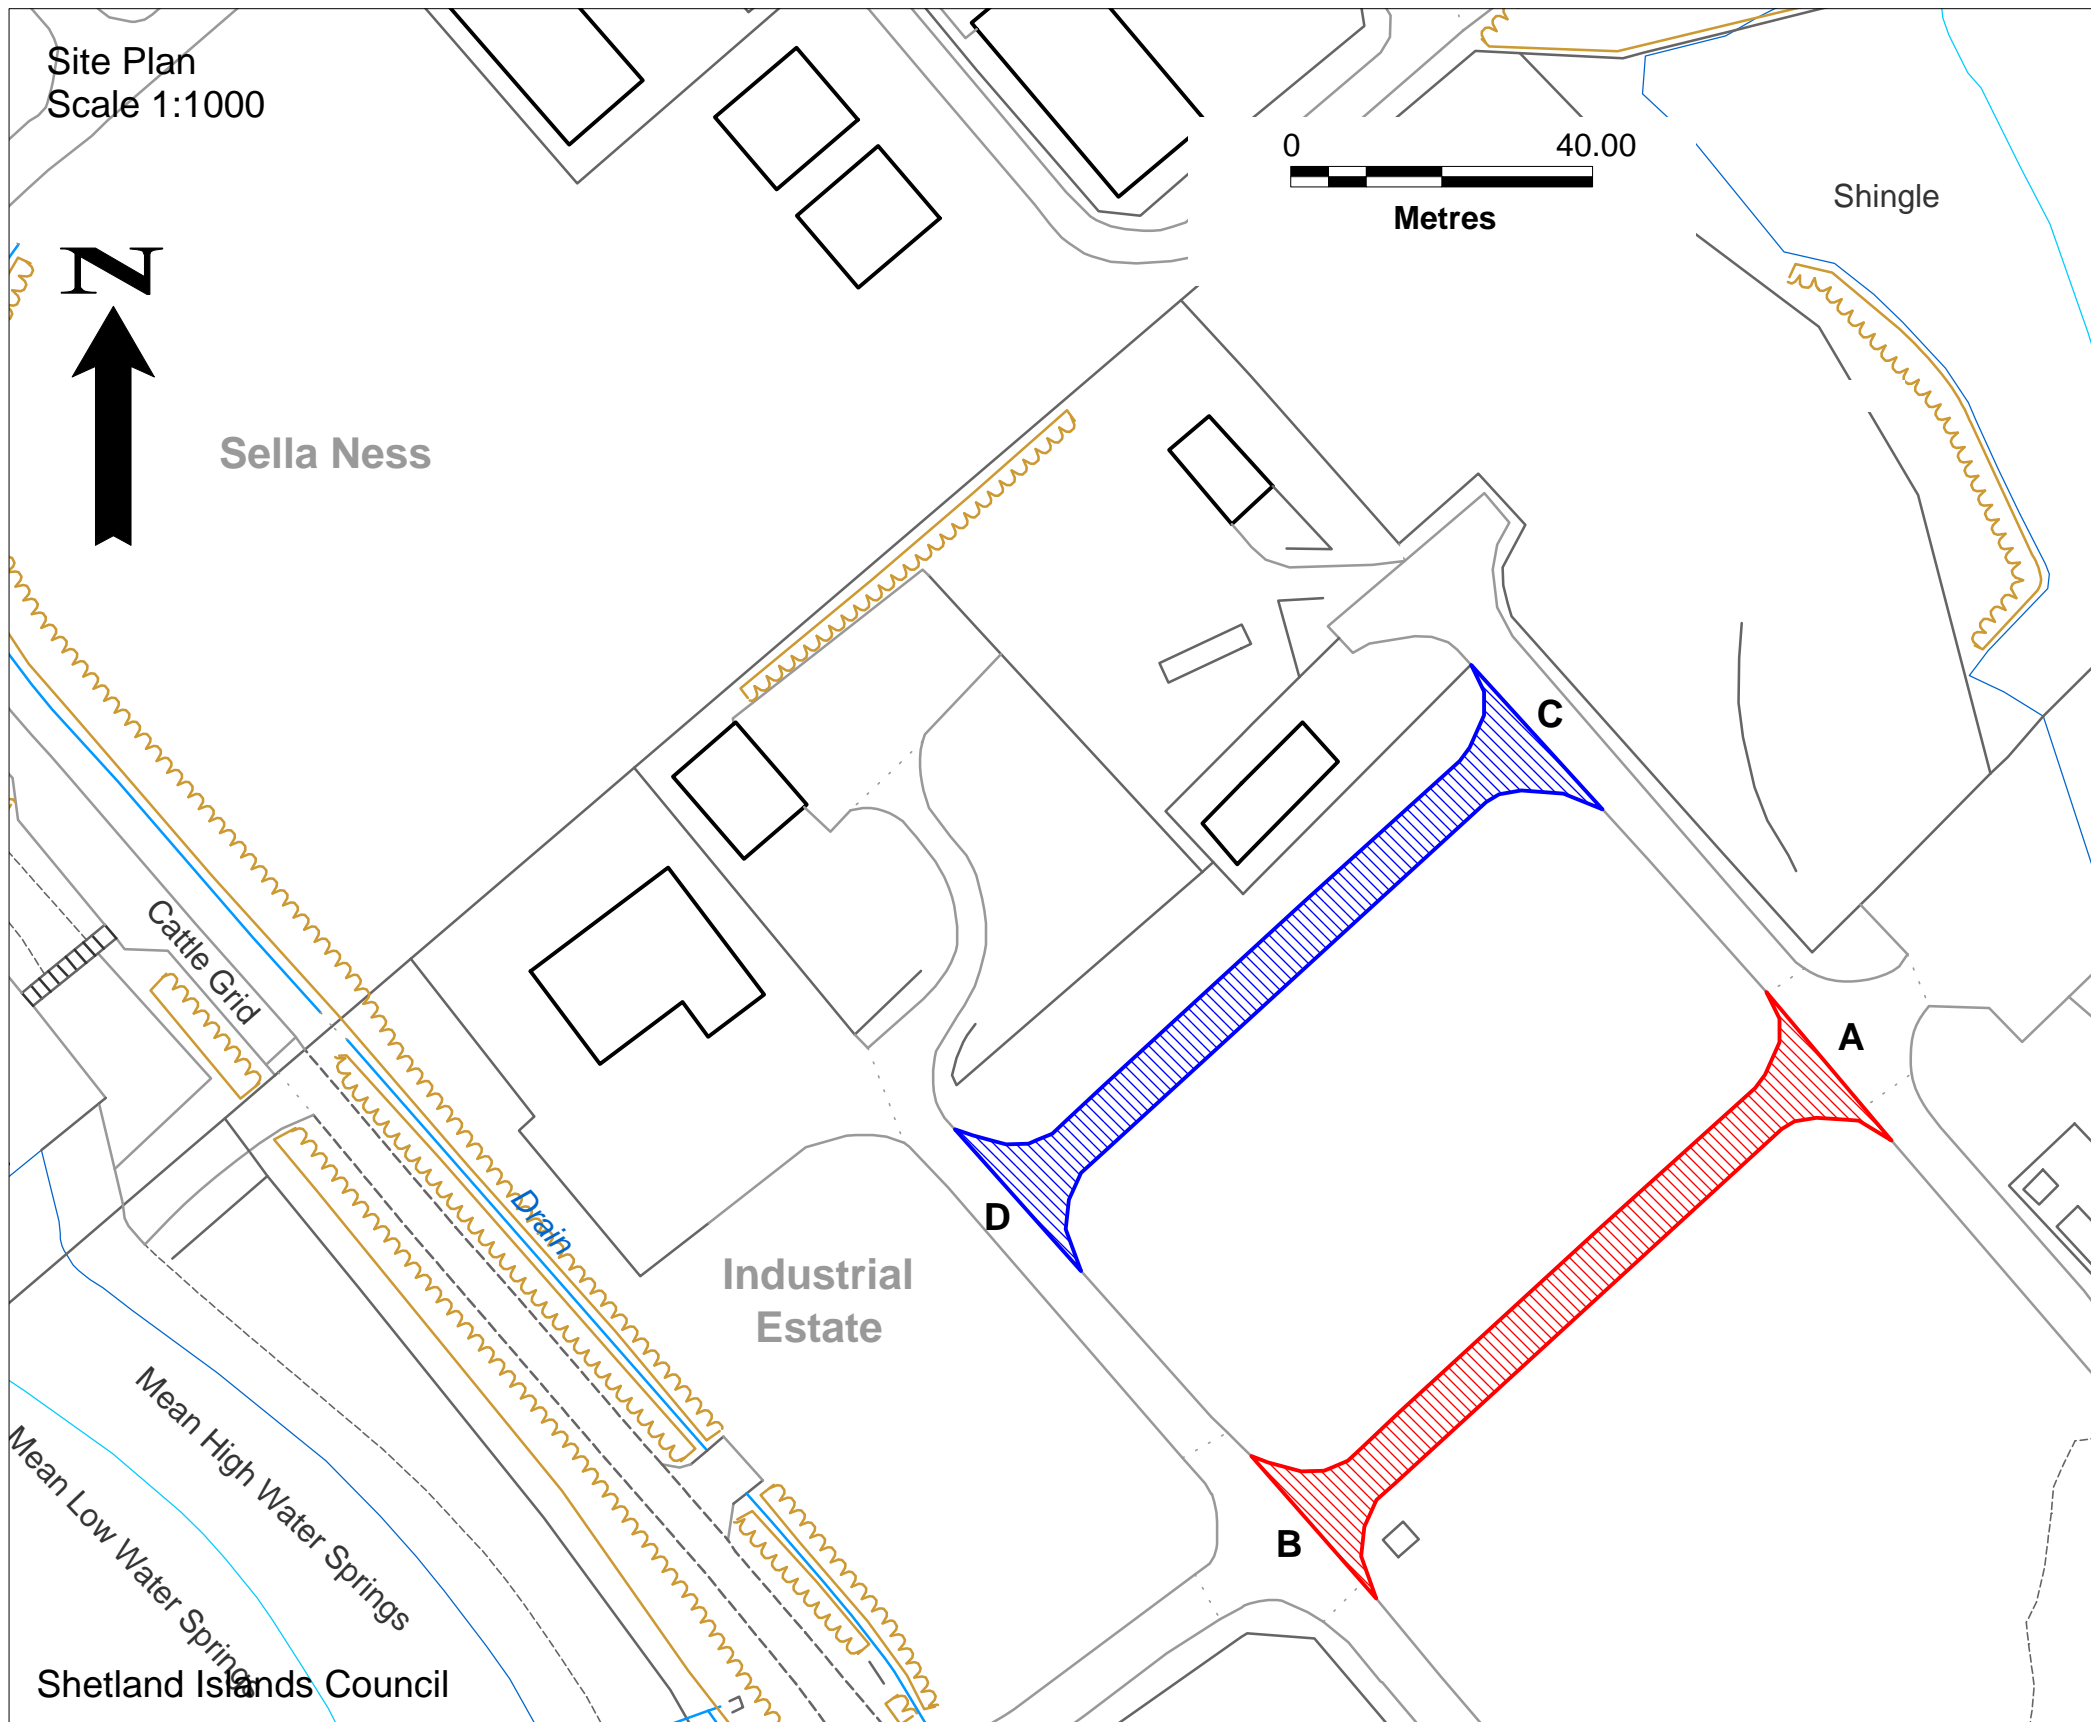 Site Plan
Scale 1:1000
0 40.00
Metres
Shingle
N
Sella Ness
C
Cattle Grid
A
D
Drain
Industrial
Estate
Mean High Water Springs
Mean Low Water Springs
B
Shetland Islands Council